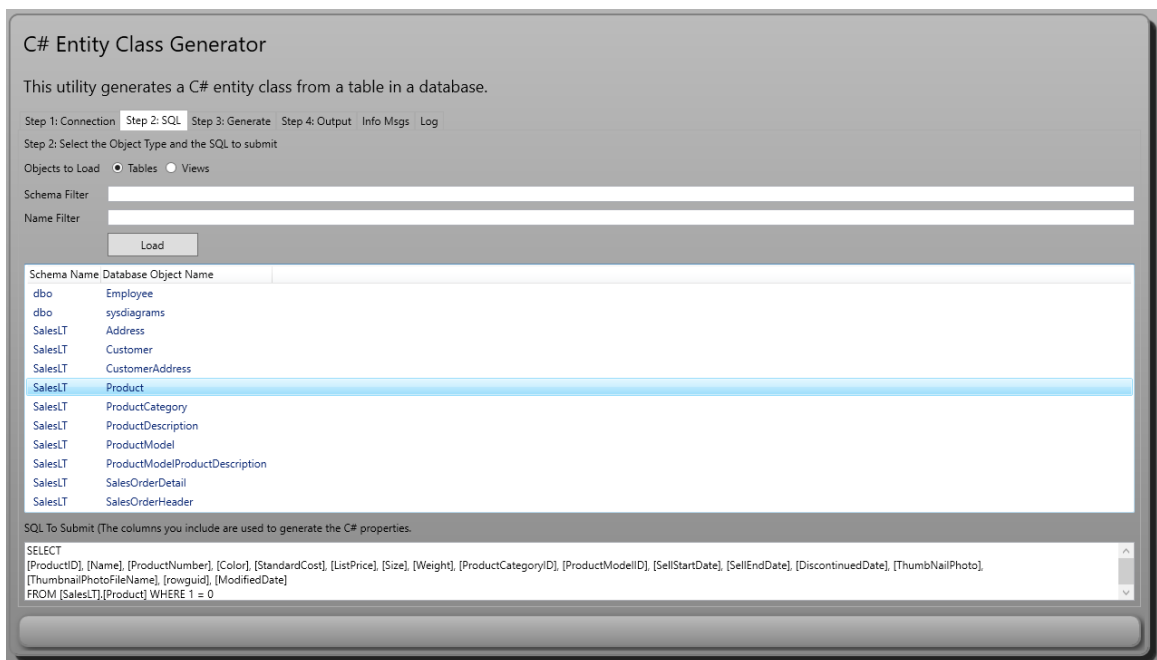 C# Entity Class Generator
This utility generates a C# entity class from a table in a database.
Step 1: Connection Step 2: SQL Step 3: Generate Step 4: Output Info Msgs Log
Step 2: Select the Object Type and the SQL to submit
Objects to Load Tables Views
Schema Filter
Name Filter
Load
Schema Name Database Object Name
dbo Employee
dbo sysdiagrams
SalesLT Address
SalesLT Customer
SalesLT CustomerAddress
SalesLT Product
SalesLT ProductCategory
SalesLT ProductDescription
SalesLT ProductModel
SalesLT ProductModelProductDescription
SalesLT SalesOrderDetail
SalesLT SalesOrderHeader
SQL To Submit (The columns you include are used to generate the C# properties.
SELECT
[ProductID], [Name], [ProductNumber], [Color], [StandardCost], [ListPrice], [Size], [Weight], [ProductCategoryID], [ProductModelID], [SellStartDate], [SellEndDate], [DiscontinuedDate], [ThumbNailPhoto],
[ThumbnailPhotoFileName], [rowguid], [ModifiedDate]
FROM [SalesLT].[Product] WHERE 1 = 0